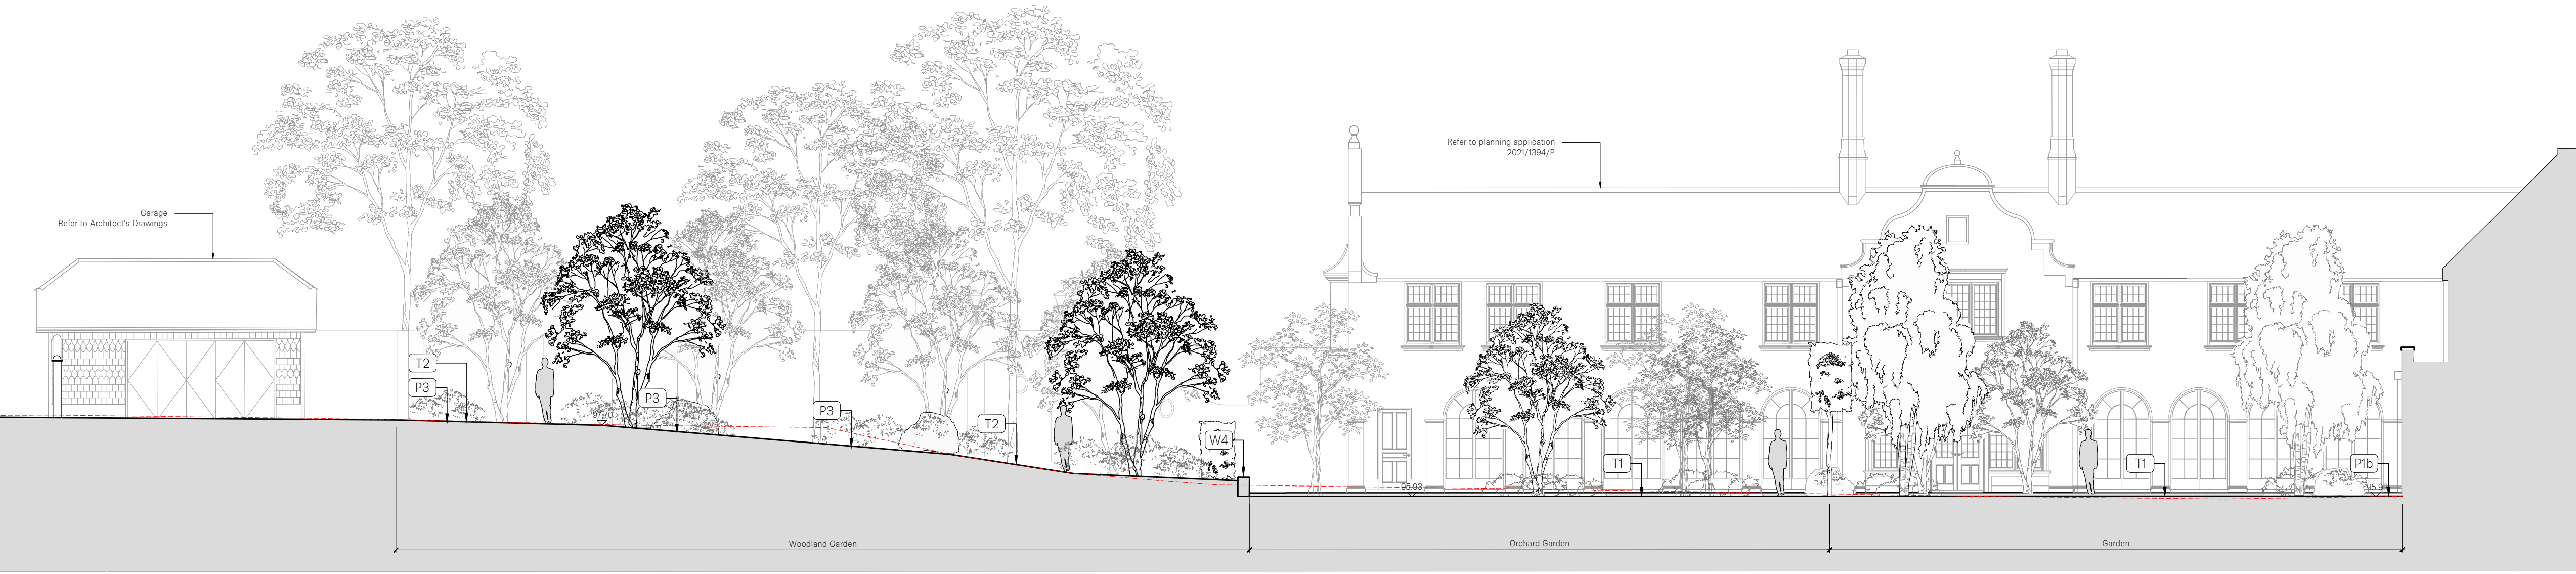 Refer to planning application
2021/1394/P
Garage
Refer to Architect's Drawings
T2
P3
P3
P3
T2
W4
T1
T1
P1b
95.93
Woodland Garden
Orchard Garden
Garden